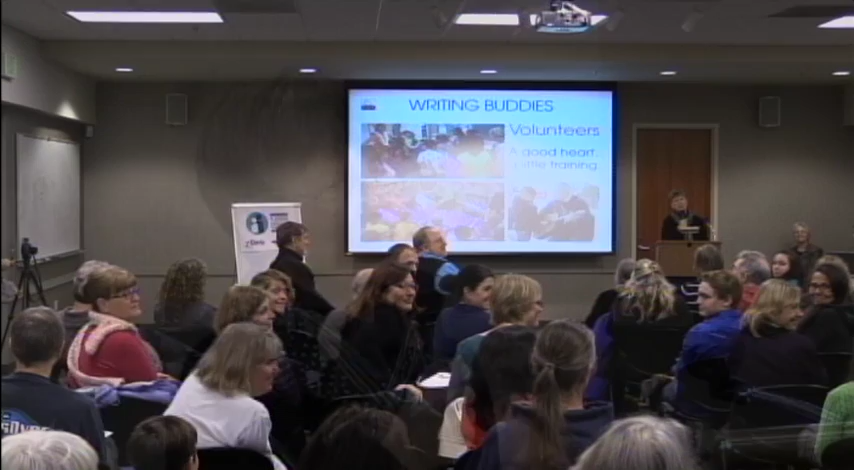 WRITING BUDDIES
Volunteers
A good heart,
a little training